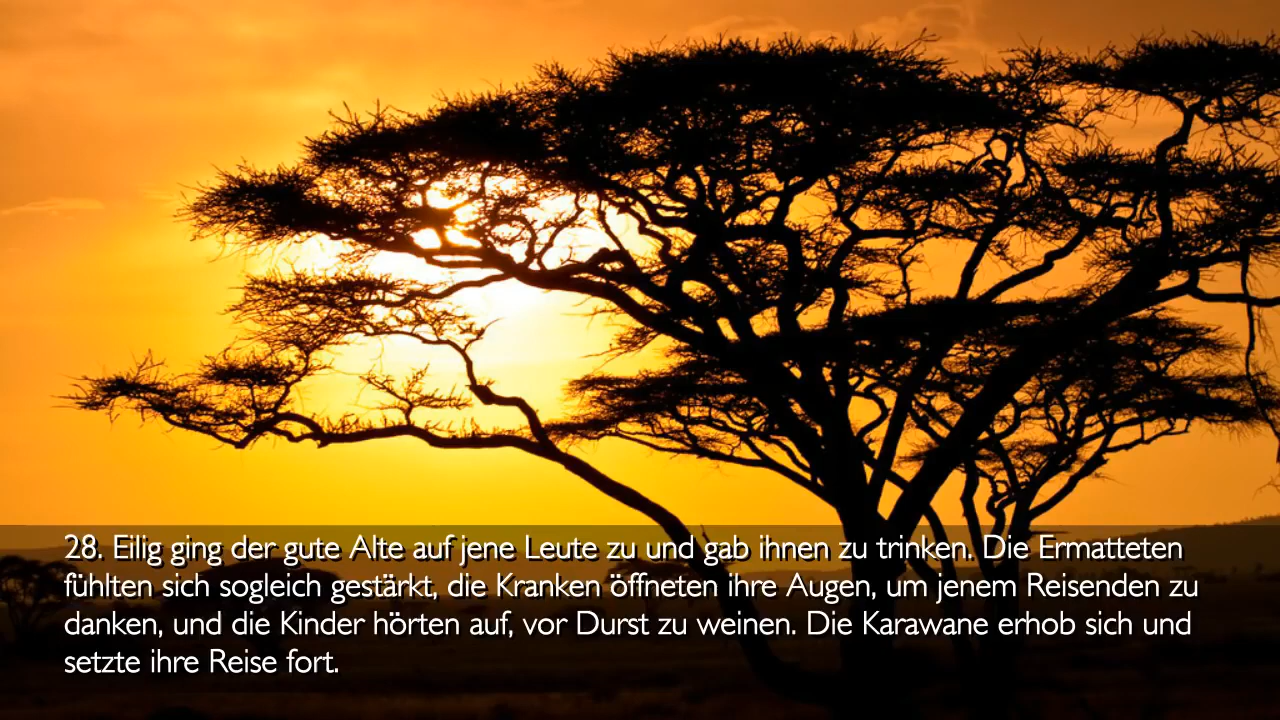 28. Eilig ging der gute Alte auf jene Leute zu und gab ihnen zu trinken. Die Ermatteten
fühlten sich sogleich gestärkt, die Kranken öffneten ihre Augen, um jenem Reisenden zu
danken, und die Kinder hörten auf, vor Durst zu weinen. Die Karawane erhob sich und
setzte ihre Reise fort.